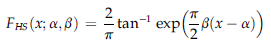 F_{HS}(x; α, β) = \frac{2}{π} tan^{-1} exp(\frac{π}{2} β(x − α))